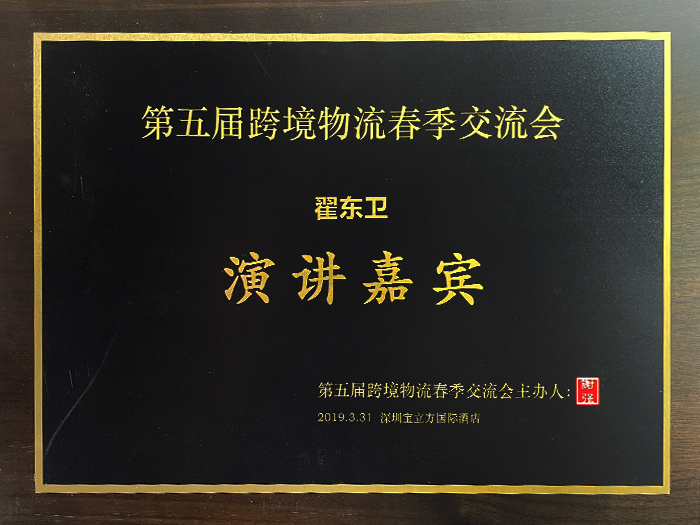 第五届跨境物流春季交流会
翟东卫
演讲嘉宾
第五届跨境物流春季交流会主办人：
谢强
2019.3.31 深圳宝立方国际酒店